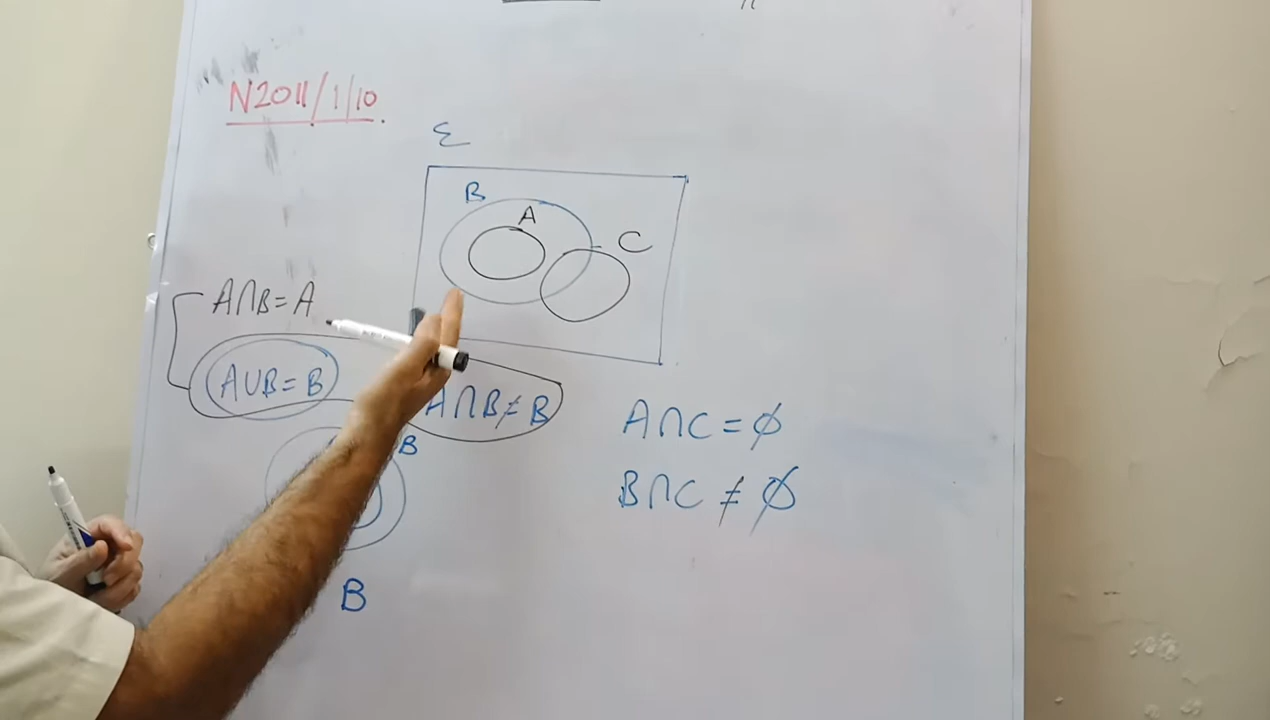 N2011/1/10.
ε
B
A
C
A∩B=A
A∪B=B
A∩B≠B
B
B
A∩C=∅
B∩C≠∅